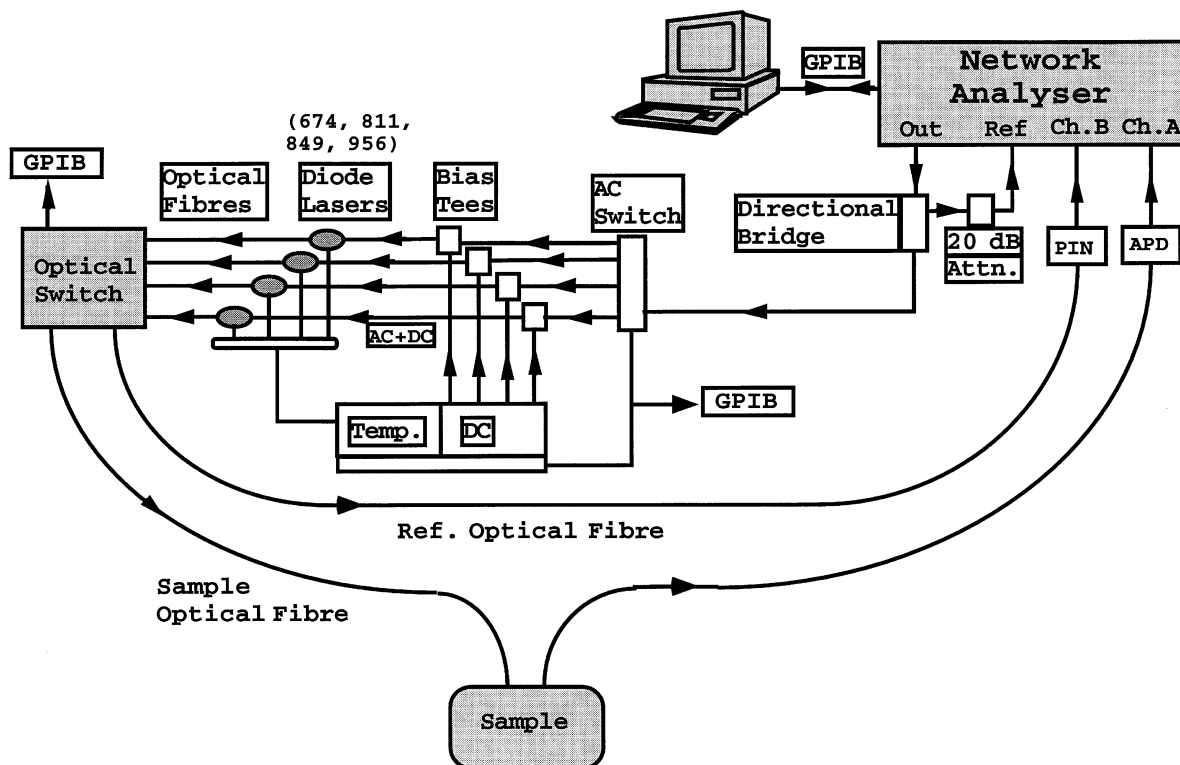 Network
Analyser
Out Ref Ch.B Ch.A
GPIB
(674, 811,
849, 956)
GPIB
Optical
Fibres
Diode
Lasers
Bias
Tees
AC
Switch
Directional
Bridge
20 dB
Attn.
PIN
APD
Optical
Switch
AC+DC
GPIB
Temp.
DC
Ref. Optical Fibre
Sample
Optical Fibre
Sample